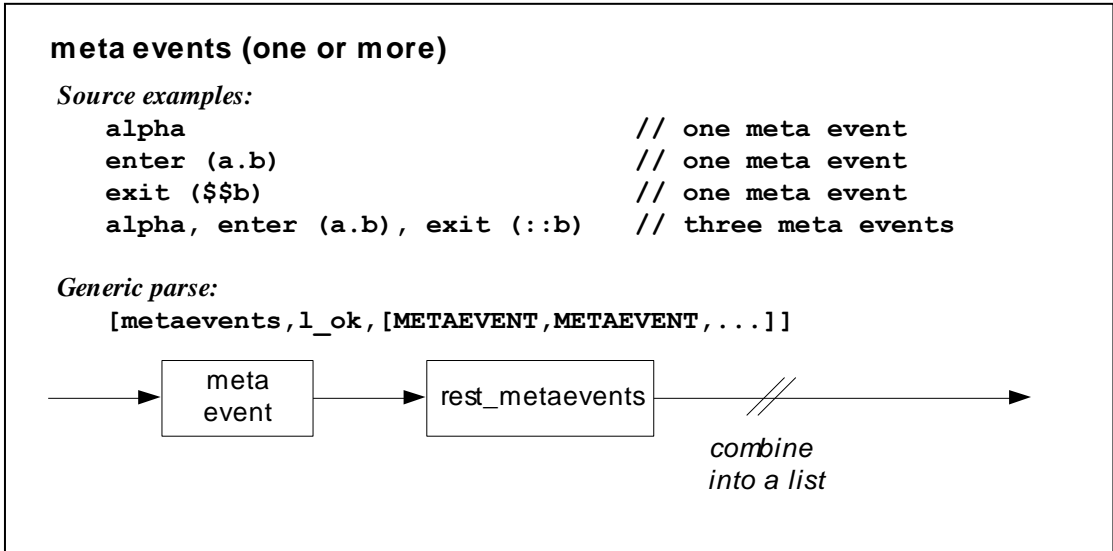 meta events (one or more)
Source examples:
alpha // one meta event
enter (a.b) // one meta event
exit ($$b) // one meta event
alpha, enter (a.b), exit (::b) // three meta events
Generic parse:
[metaevents,l_ok,[METAEVENT,METAEVENT,...]]
meta
event
rest_metaevents
combine
into a list